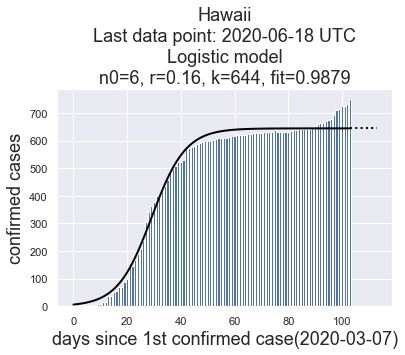 Hawaii
Last data point: 2020-06-18 UTC
Logistic model
n0=6, r=0.16, k=644, fit=0.9879
confirmed cases
700
600
500
400
300
200
100
0
0 20 40 60 80 100
days since 1st confirmed case(2020-03-07)